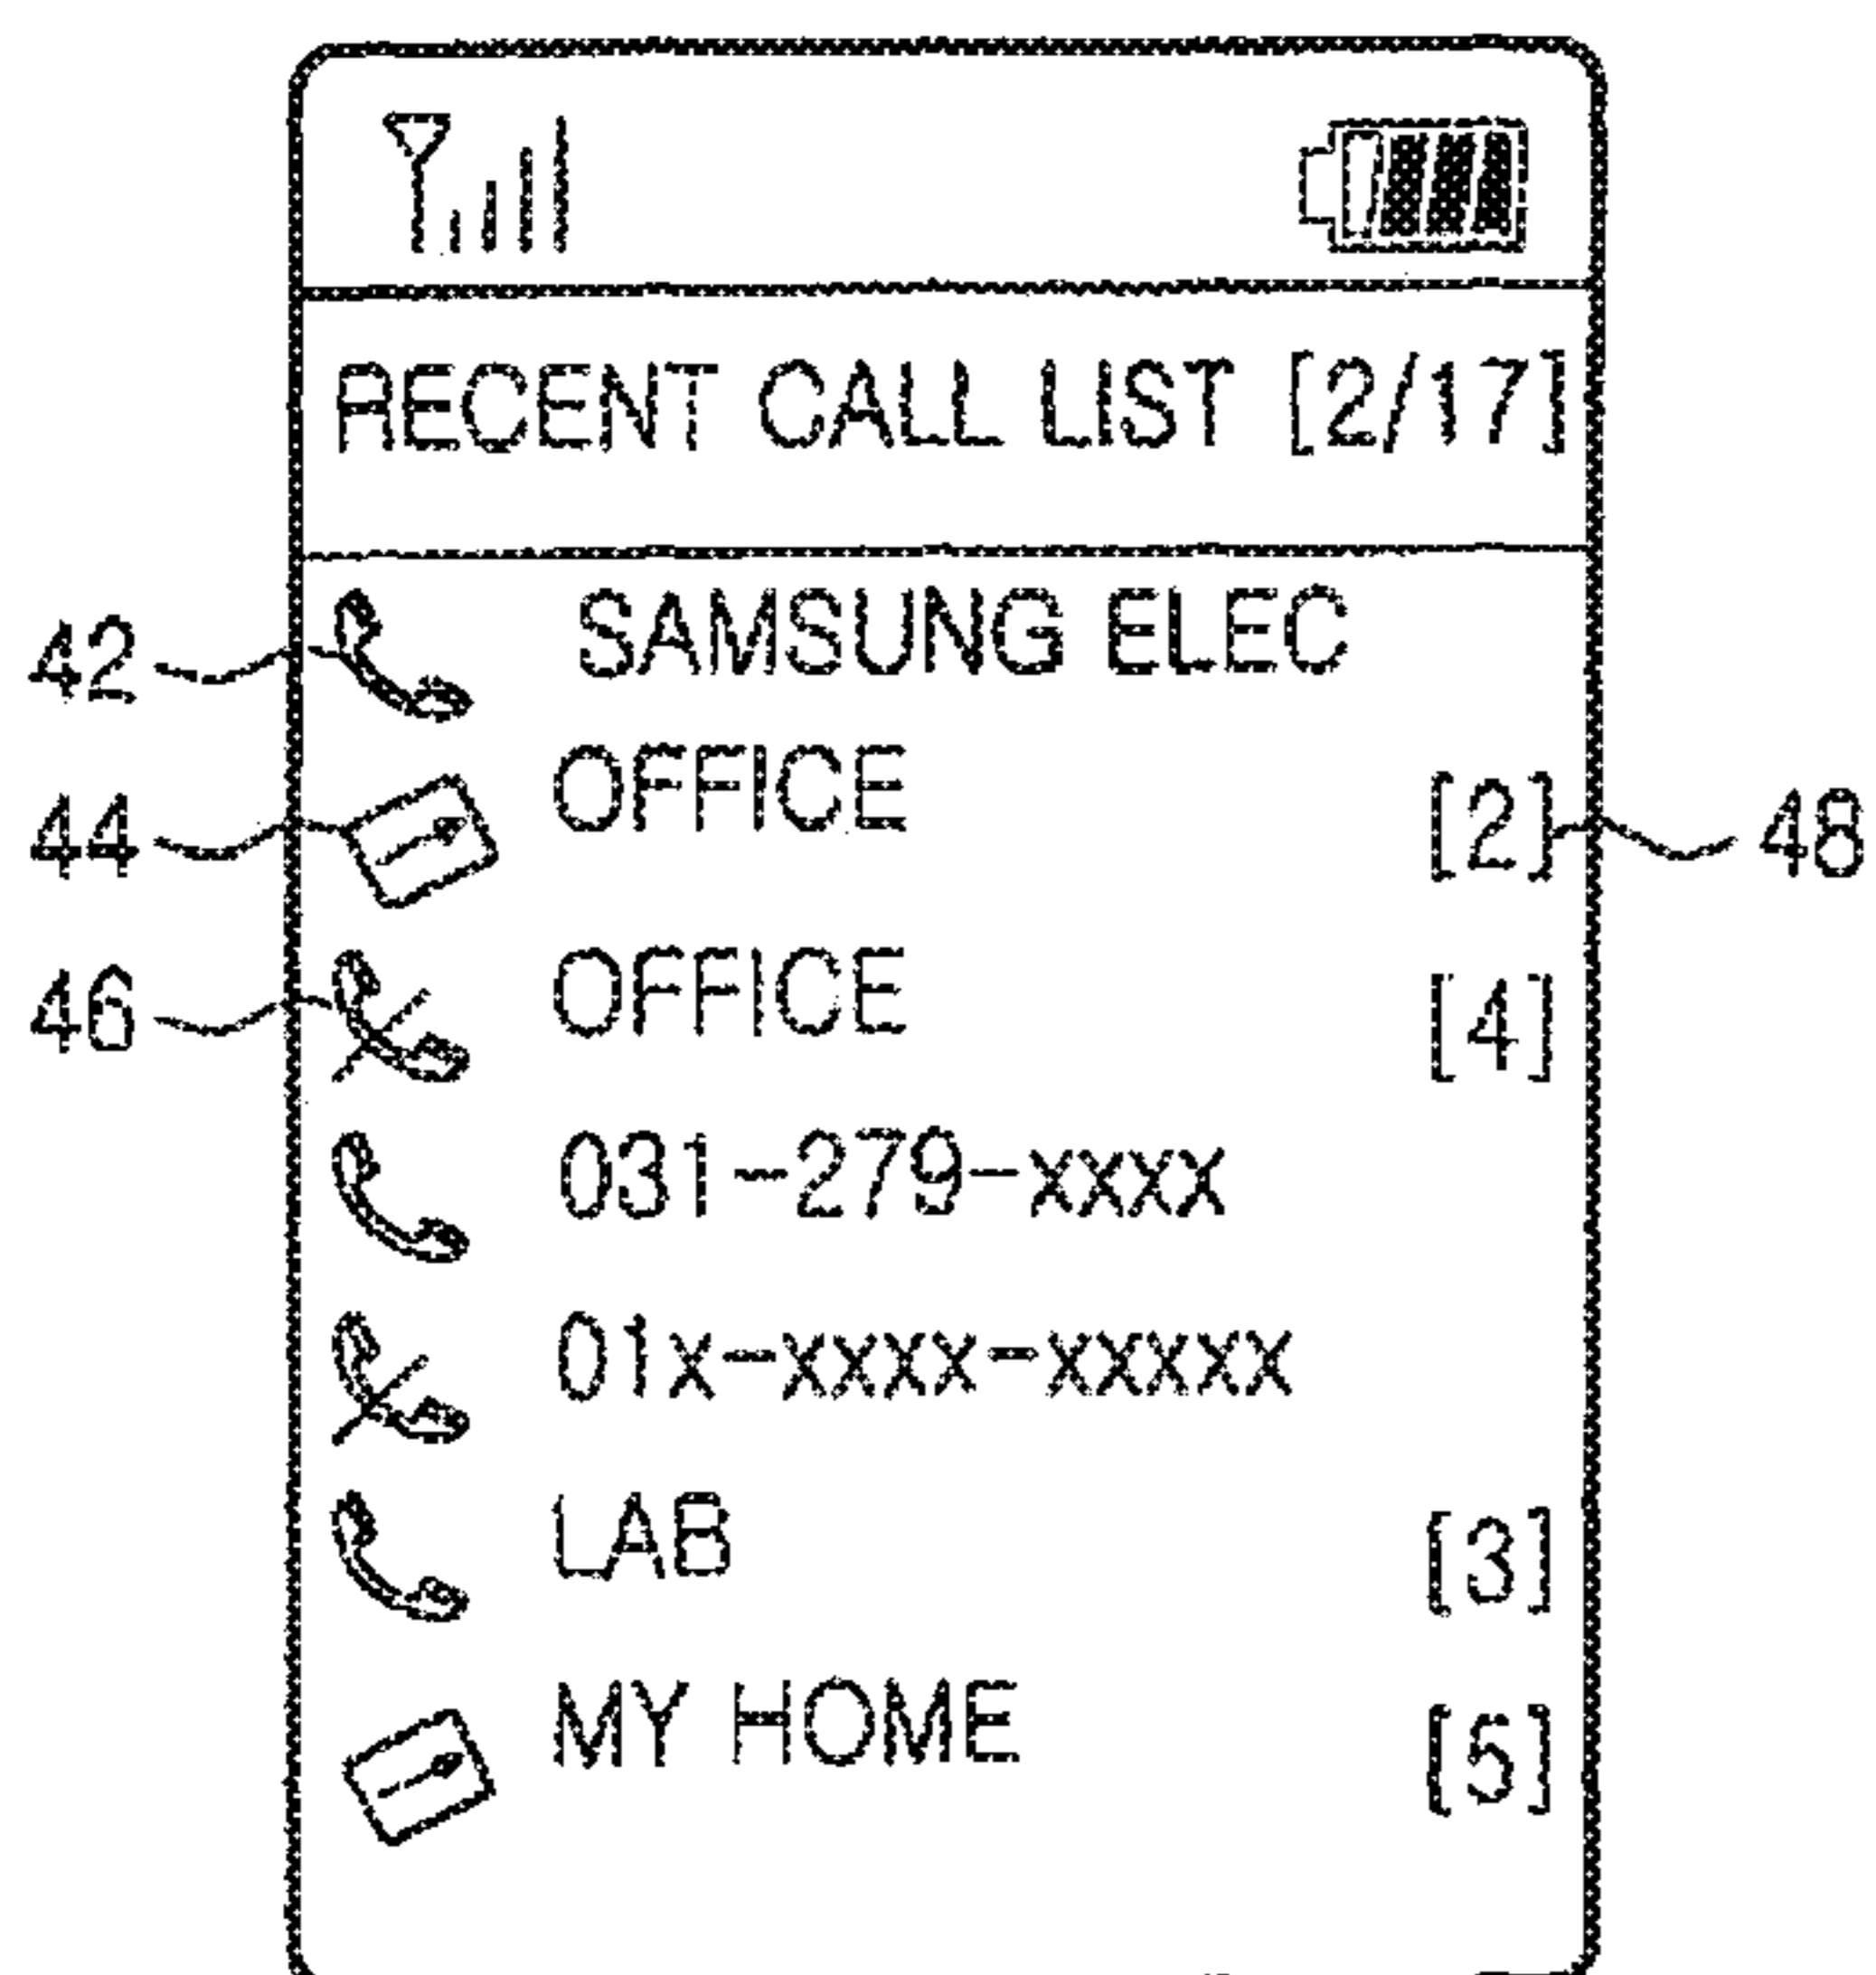 RECENT CALL LIST [2/17]
42 SAMSUNG ELEC
44 OFFICE [2] 48
46 OFFICE [4]
031-279-xxxx
01x-xxxx-xxxxx
LAB [3]
MY HOME [5]